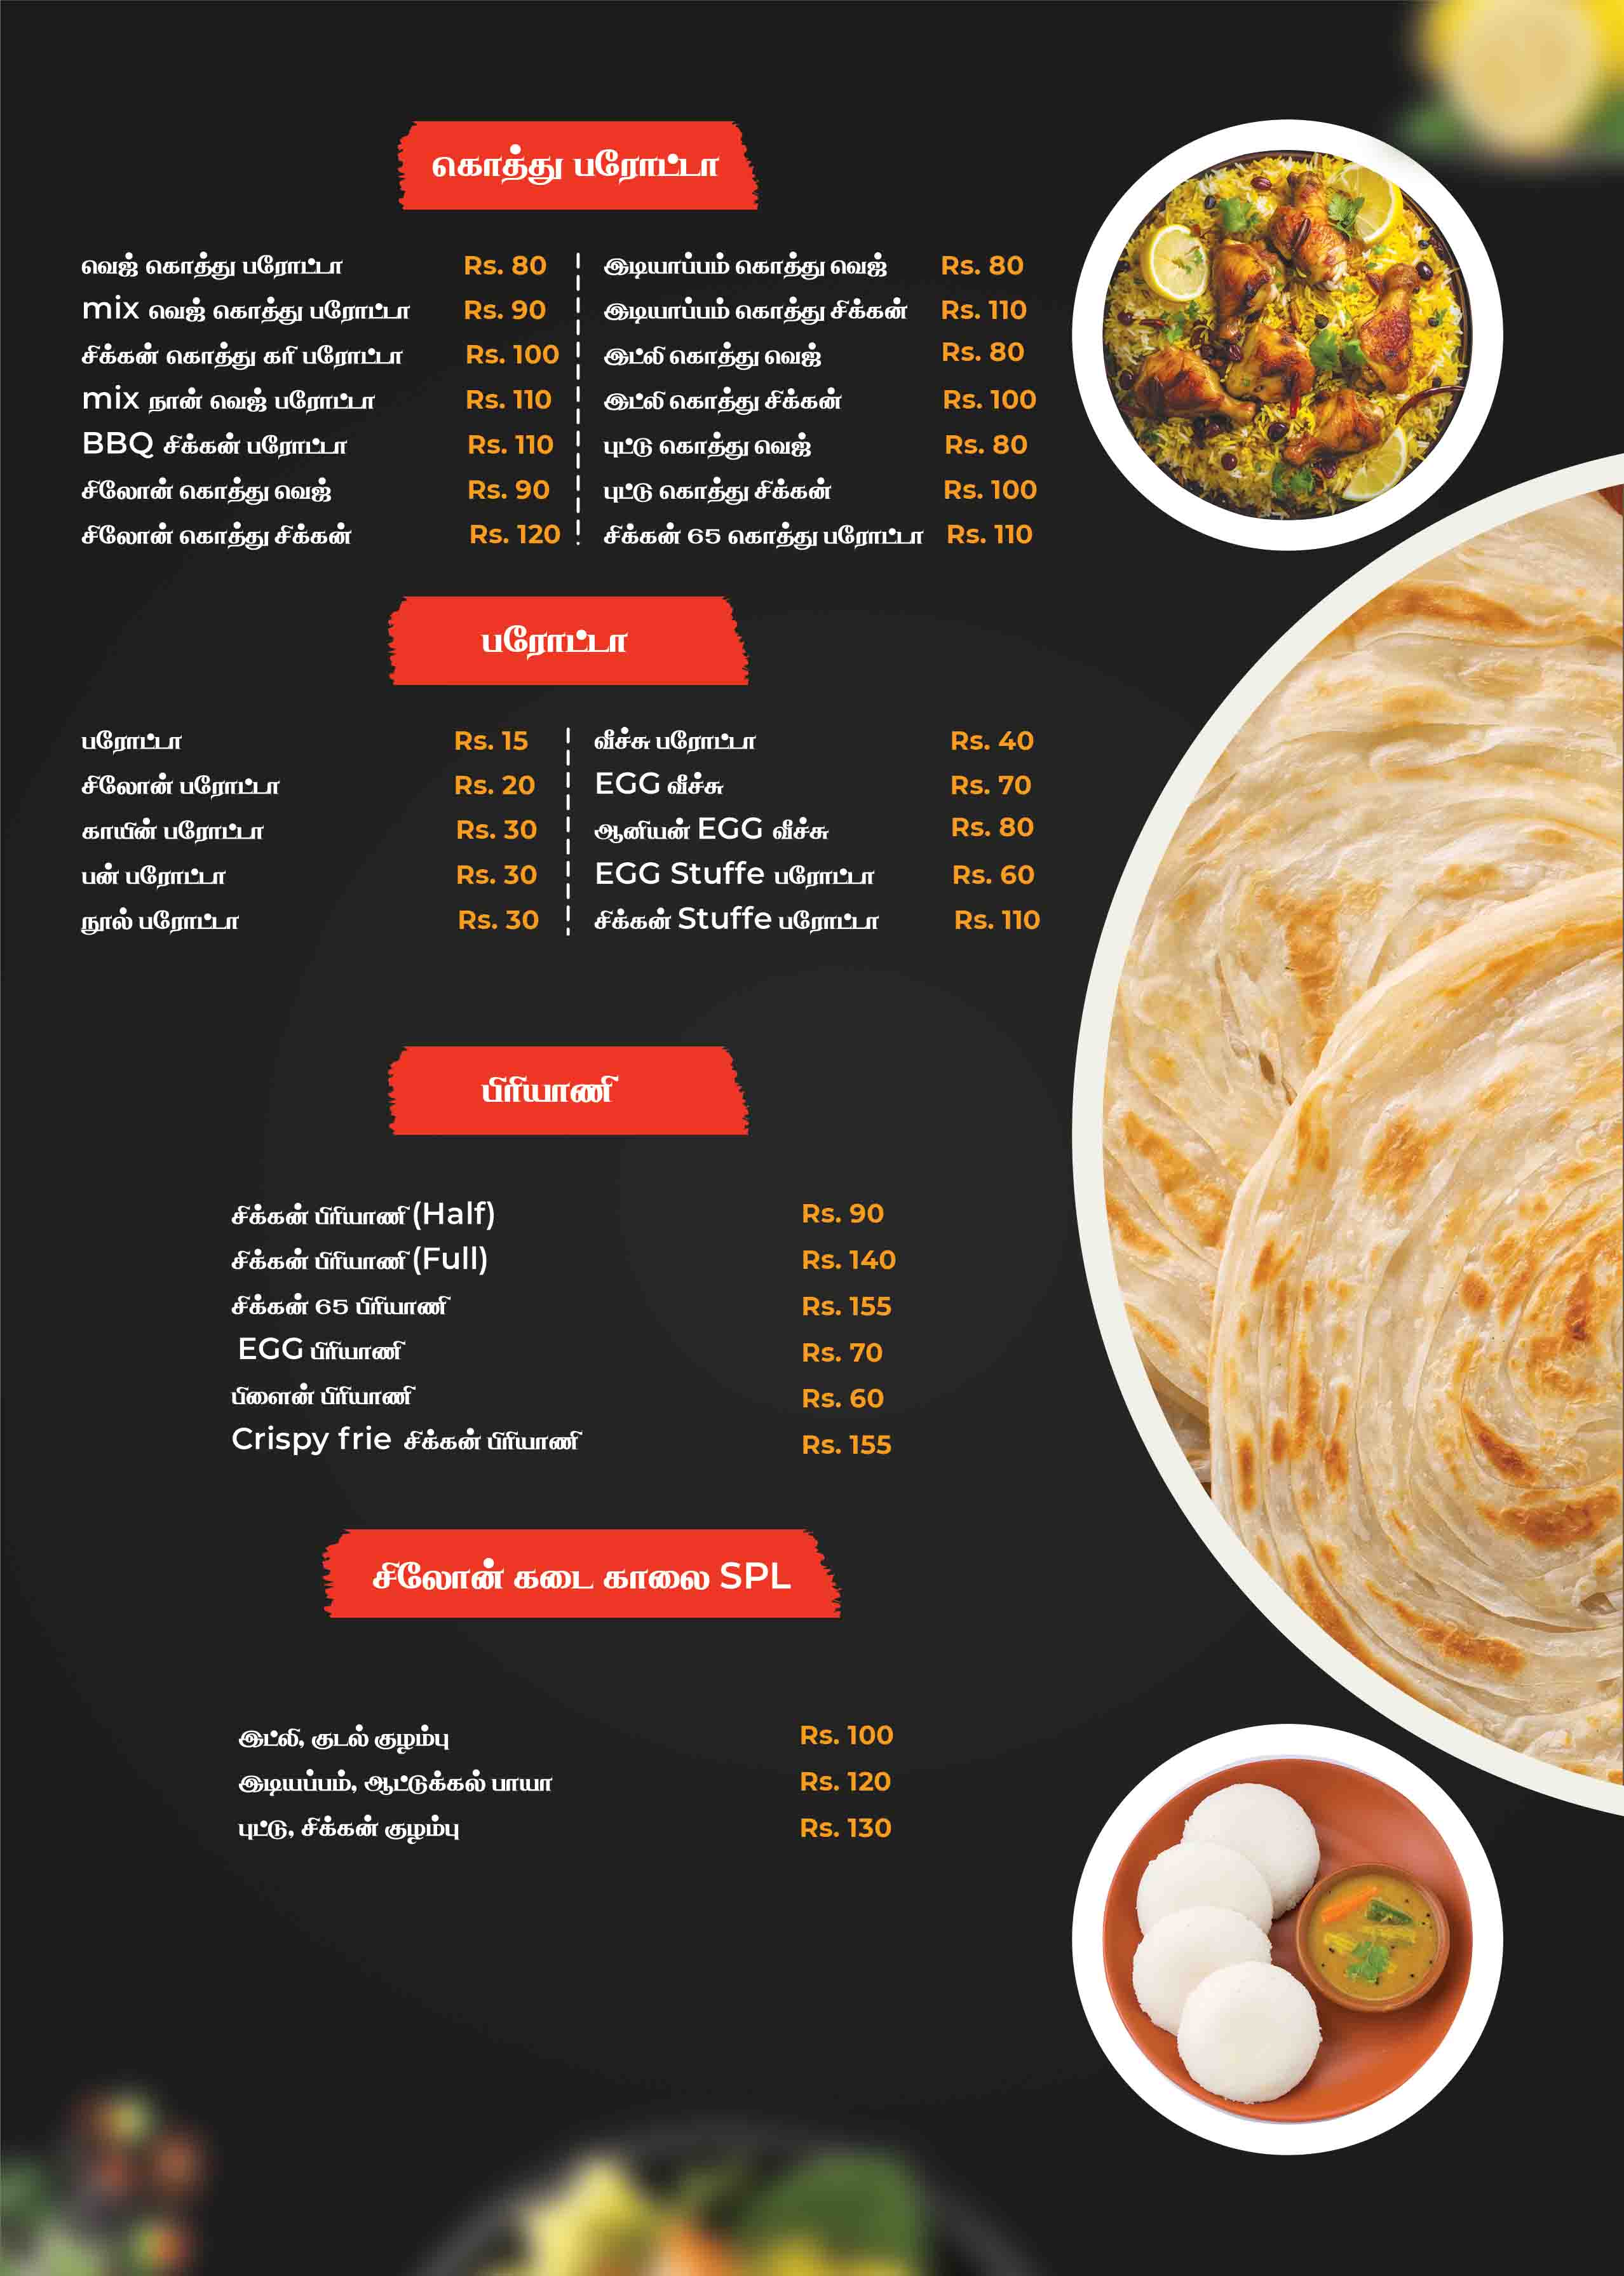 கொத்து பரோட்டா
வெஜ் கொத்து பரோட்டா Rs. 80
mix வெஜ் கொத்து பரோட்டா Rs. 90
சிக்கன் கொத்து கரி பரோட்டா Rs. 100
mix நான் வெஜ் பரோட்டா Rs. 110
BBQ சிக்கன் பரோட்டா Rs. 110
சிலோன் கொத்து வெஜ் Rs. 90
சிலோன் கொத்து சிக்கன் Rs. 120
இடியாப்பம் கொத்து வெஜ் Rs. 80
இடியாப்பம் கொத்து சிக்கன் Rs. 110
இட்லி கொத்து வெஜ் Rs. 80
இட்லி கொத்து சிக்கன் Rs. 100
புட்டு கொத்து வெஜ் Rs. 80
புட்டு கொத்து சிக்கன் Rs. 100
சிக்கன் 65 கொத்து பரோட்டா Rs. 110
பரோட்டா
பரோட்டா Rs. 15
சிலோன் பரோட்டா Rs. 20
காயின் பரோட்டா Rs. 30
பன் பரோட்டா Rs. 30
நூல் பரோட்டா Rs. 30
வீச்சு பரோட்டா Rs. 40
EGG வீச்சு Rs. 70
ஆனியன் EGG வீச்சு Rs. 80
EGG Stuffe பரோட்டா Rs. 60
சிக்கன் Stuffe பரோட்டா Rs. 110
பிரியாணி
சிக்கன் பிரியாணி (Half) Rs. 90
சிக்கன் பிரியாணி (Full) Rs. 140
சிக்கன் 65 பிரியாணி Rs. 155
EGG பிரியாணி Rs. 70
பிளைன் பிரியாணி Rs. 60
Crispy frie சிக்கன் பிரியாணி Rs. 155
சிலோன் கடை காலை SPL
இட்லி, குடல் குழம்பு Rs. 100
இடியப்பம், ஆட்டுக்கல் பாயா Rs. 120
புட்டு, சிக்கன் குழம்பு Rs. 130